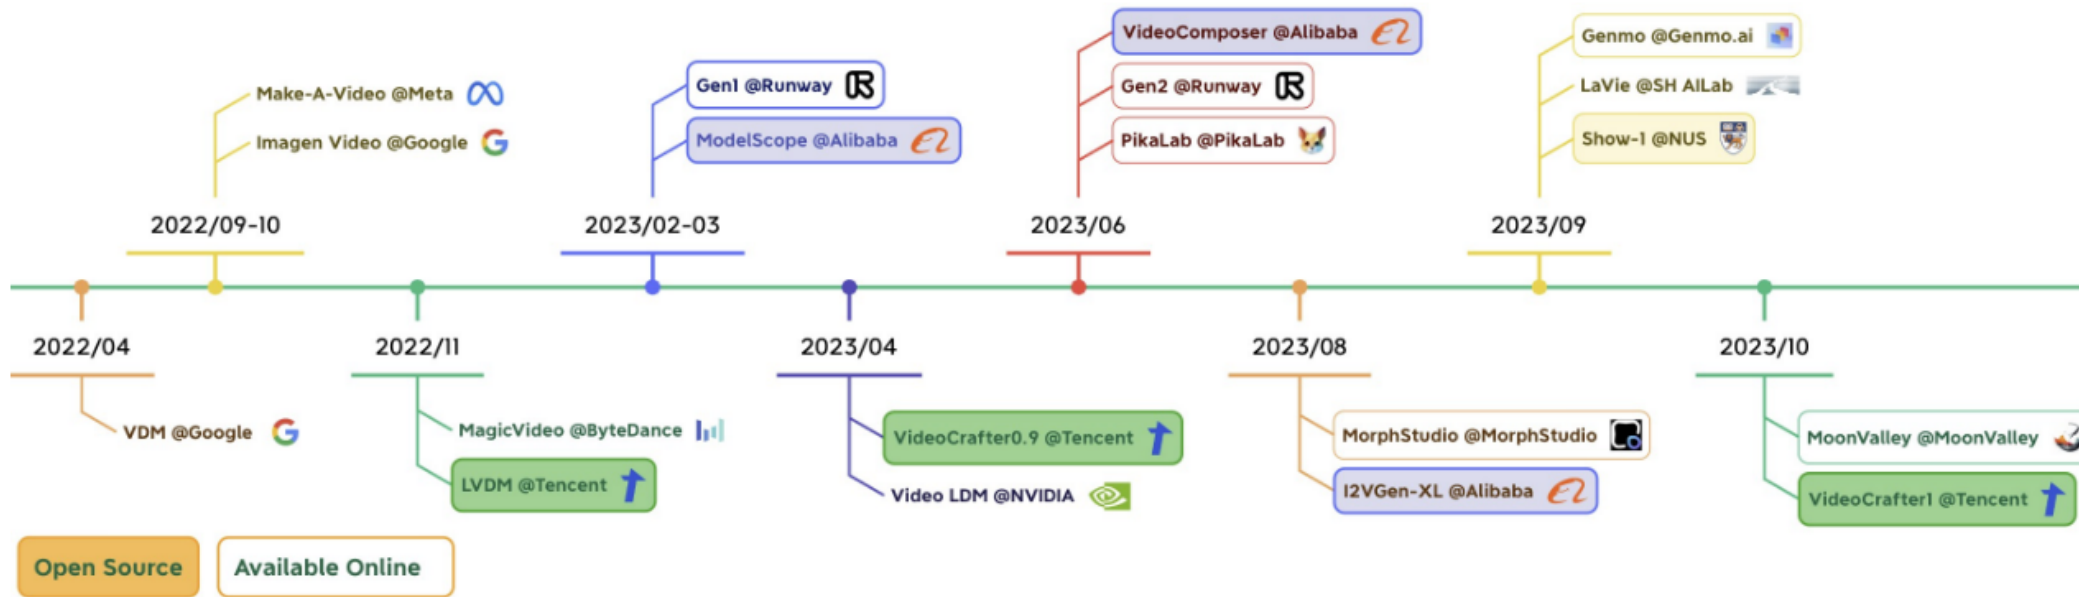 VideoComposer @Alibaba
Genmo @Genmo.ai
Make-A-Video @Meta
Gen1 @Runway
Gen2 @Runway
LaVie @SH AILab
Imagen Video @Google
ModelScope @Alibaba
PikaLab @PikaLab
Show-1 @NUS
2022/09-10
2023/02-03
2023/06
2023/09
2022/04
2022/11
2023/04
2023/08
2023/10
VDM @Google
MagicVideo @ByteDance
VideoCrafter0.9 @Tencent
MorphStudio @MorphStudio
MoonValley @MoonValley
LVDM @Tencent
Video LDM @NVIDIA
I2VGen-XL @Alibaba
VideoCrafter1 @Tencent
Open Source
Available Online